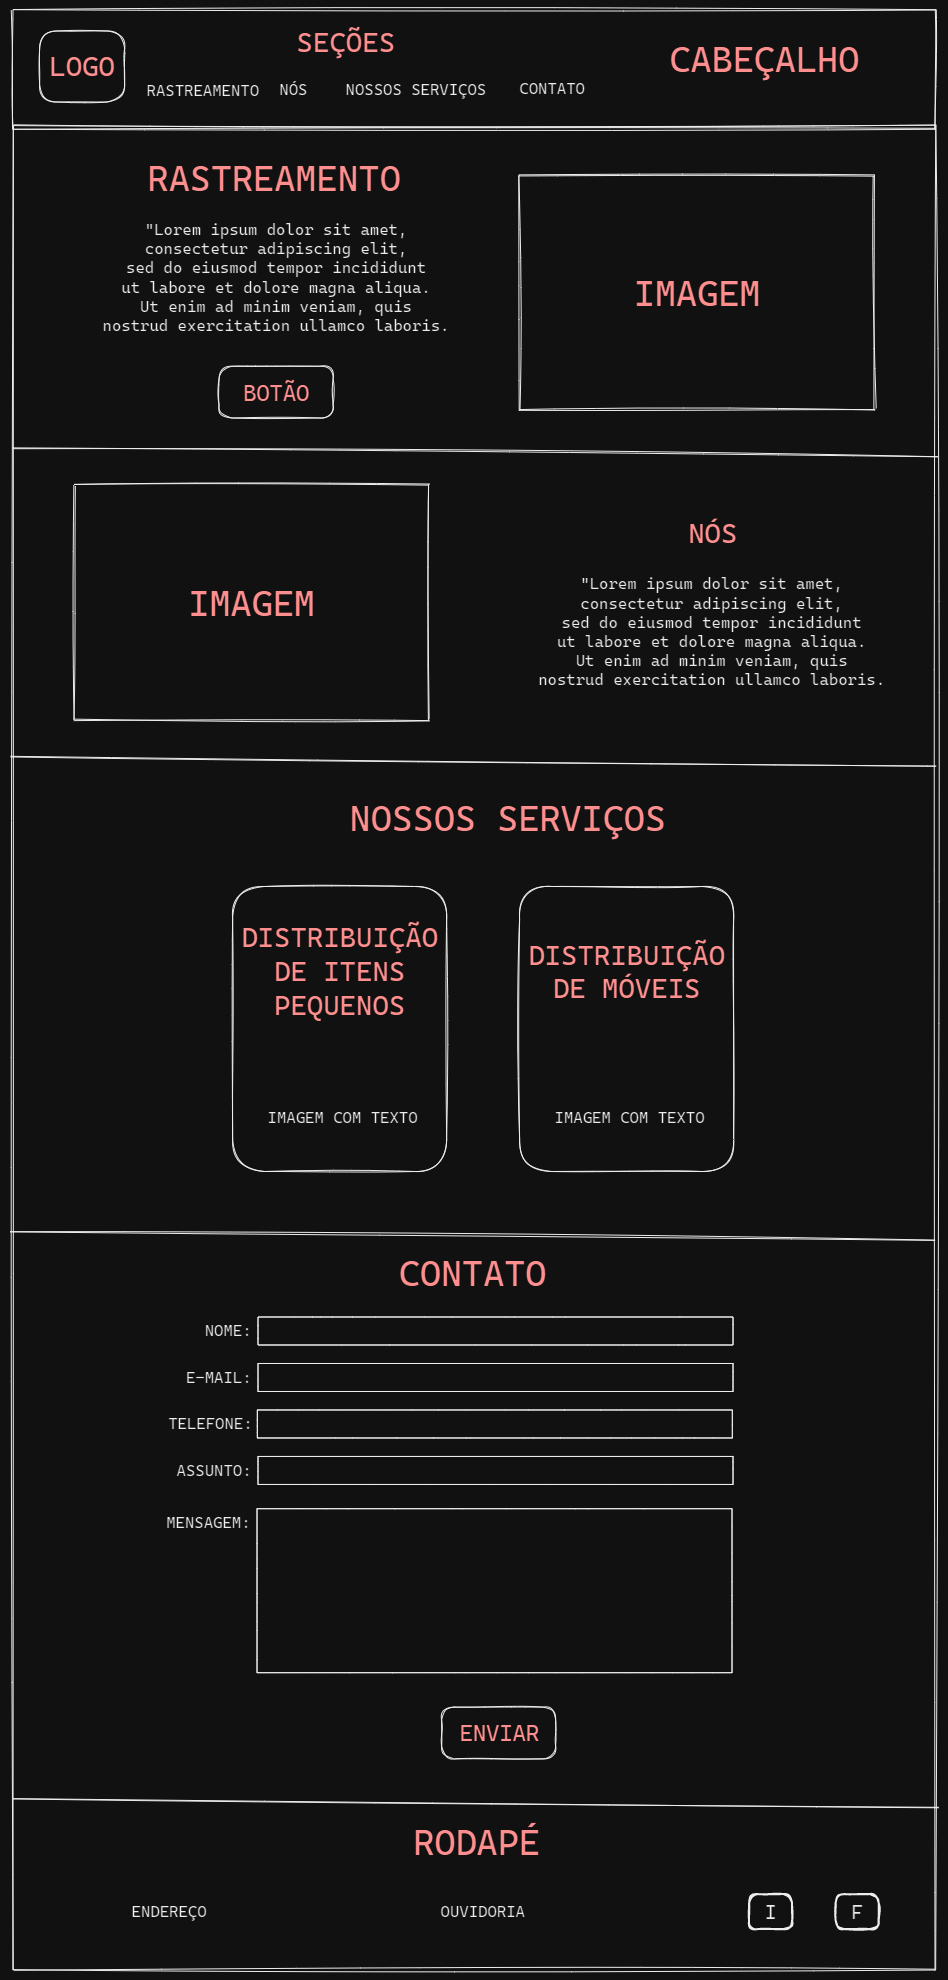 LOGO
SEÇÕES
CABEÇALHO
RASTREAMENTO
NÓS
NOSSOS SERVIÇOS
CONTATO
RASTREAMENTO
"Lorem ipsum dolor sit amet,
consectetur adipiscing elit,
sed do eiusmod tempor incididunt
ut labore et dolore magna aliqua.
Ut enim ad minim veniam, quis
nostrud exercitation ullamco laboris.
BOTÃO
IMAGEM
IMAGEM
NÓS
"Lorem ipsum dolor sit amet,
consectetur adipiscing elit,
sed do eiusmod tempor incididunt
ut labore et dolore magna aliqua.
Ut enim ad minim veniam, quis
nostrud exercitation ullamco laboris.
NOSSOS SERVIÇOS
DISTRIBUIÇÃO
DE ITENS
PEQUENOS
IMAGEM COM TEXTO
DISTRIBUIÇÃO
DE MÓVEIS
IMAGEM COM TEXTO
CONTATO
NOME:
E-MAIL:
TELEFONE:
ASSUNTO:
MENSAGEM:
ENVIAR
RODAPÉ
ENDEREÇO
OUVIDORIA
I
F